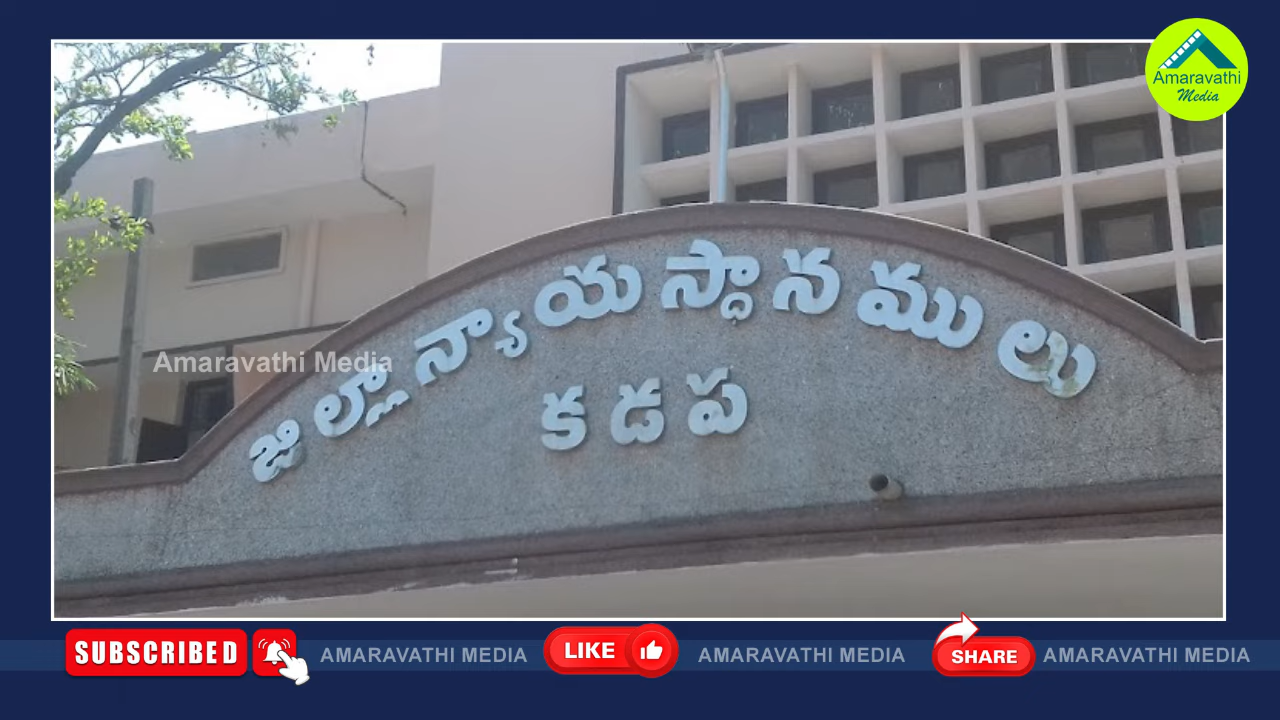 Amaravathi
Media
జిల్లా న్యాయస్ధానములు
కడప
Amaravathi Media
SUBSCRIBED
AMARAVATHI MEDIA
LIKE
AMARAVATHI MEDIA
SHARE
AMARAVATHI MEDIA